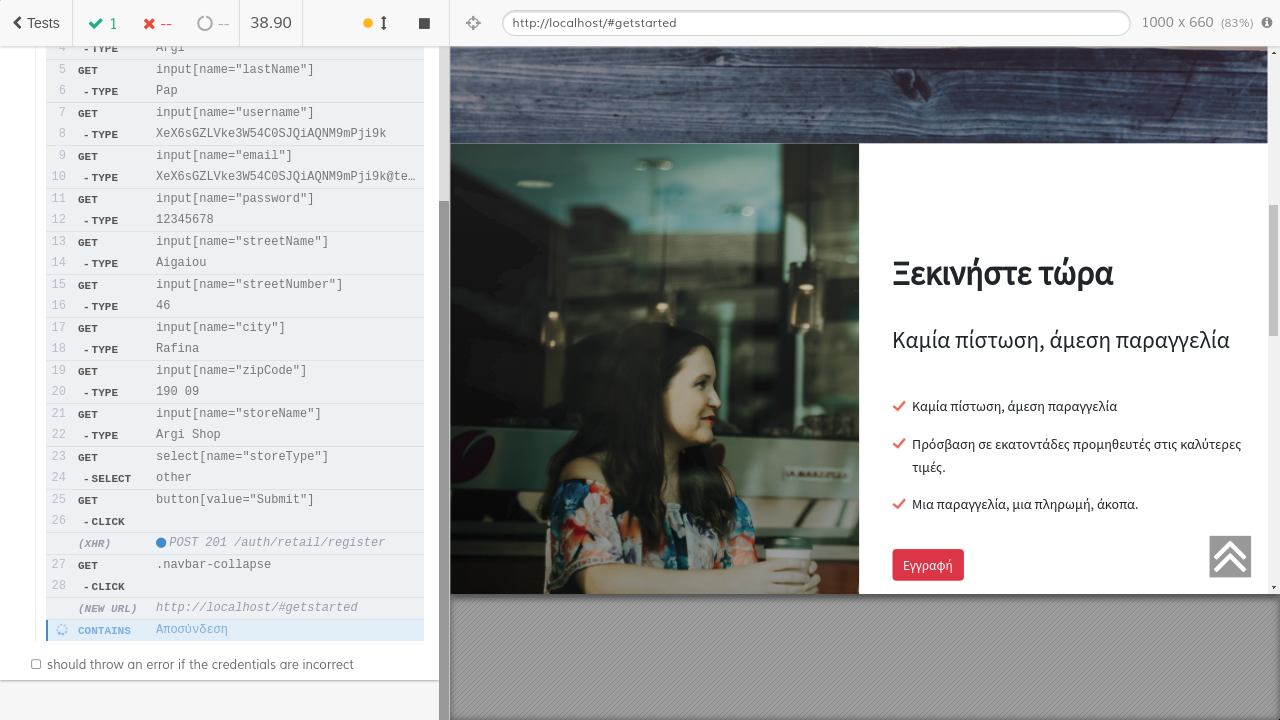 Tests 1 -- -- 38.90
http://localhost/#getstarted
1000 x 660 (83%)
4 -TYPE Argi
5 GET input[name="lastName"]
6 -TYPE Pap
7 GET input[name="username"]
8 -TYPE XeX6sGZLVke3W54C0SJQiAQNM9mPji9k
9 GET input[name="email"]
10 -TYPE XeX6sGZLVke3W54C0SJQiAQNM9mPji9k@te…
11 GET input[name="password"]
12 -TYPE 12345678
13 GET input[name="streetName"]
14 -TYPE Aigaiou
15 GET input[name="streetNumber"]
16 -TYPE 46
17 GET input[name="city"]
18 -TYPE Rafina
19 GET input[name="zipCode"]
20 -TYPE 190 09
21 GET input[name="storeName"]
22 -TYPE Argi Shop
23 GET select[name="storeType"]
24 -SELECT other
25 GET button[value="Submit"]
26 -CLICK
(XHR) POST 201 /auth/retail/register
27 GET .navbar-collapse
28 -CLICK
(NEW URL) http://localhost/#getstarted
CONTAINS Αποσύνδεση
should throw an error if the credentials are incorrect
Ξεκινήστε τώρα
Καμία πίστωση, άμεση παραγγελία
Καμία πίστωση, άμεση παραγγελία
Πρόσβαση σε εκατοντάδες προμηθευτές στις καλύτερες
τιμές.
Μια παραγγελία, μια πληρωμή, άκοπα.
Εγγραφή